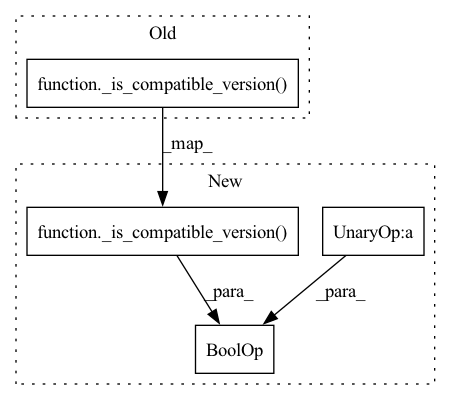 Old
function._is_compatible_version()
_map_
New
function._is_compatible_version()
UnaryOp:a
_para_
_para_
BoolOp